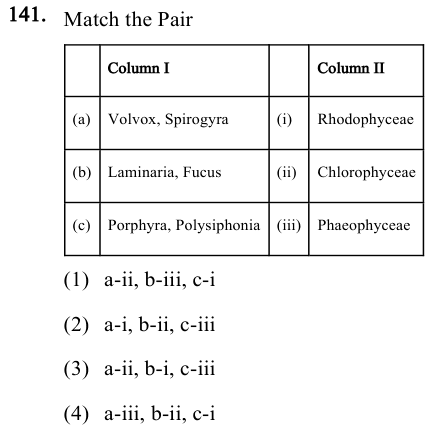 141. Match the Pair
Column I Column II
(a) Volvox, Spirogyra (i) Rhodophyceae
(b) Laminaria, Fucus (ii) Chlorophyceae
(c) Porphyra, Polysiphonia (iii) Phaeophyceae
(1) a-ii, b-iii, c-i
(2) a-i, b-ii, c-iii
(3) a-ii, b-i, c-iii
(4) a-iii, b-ii, c-i